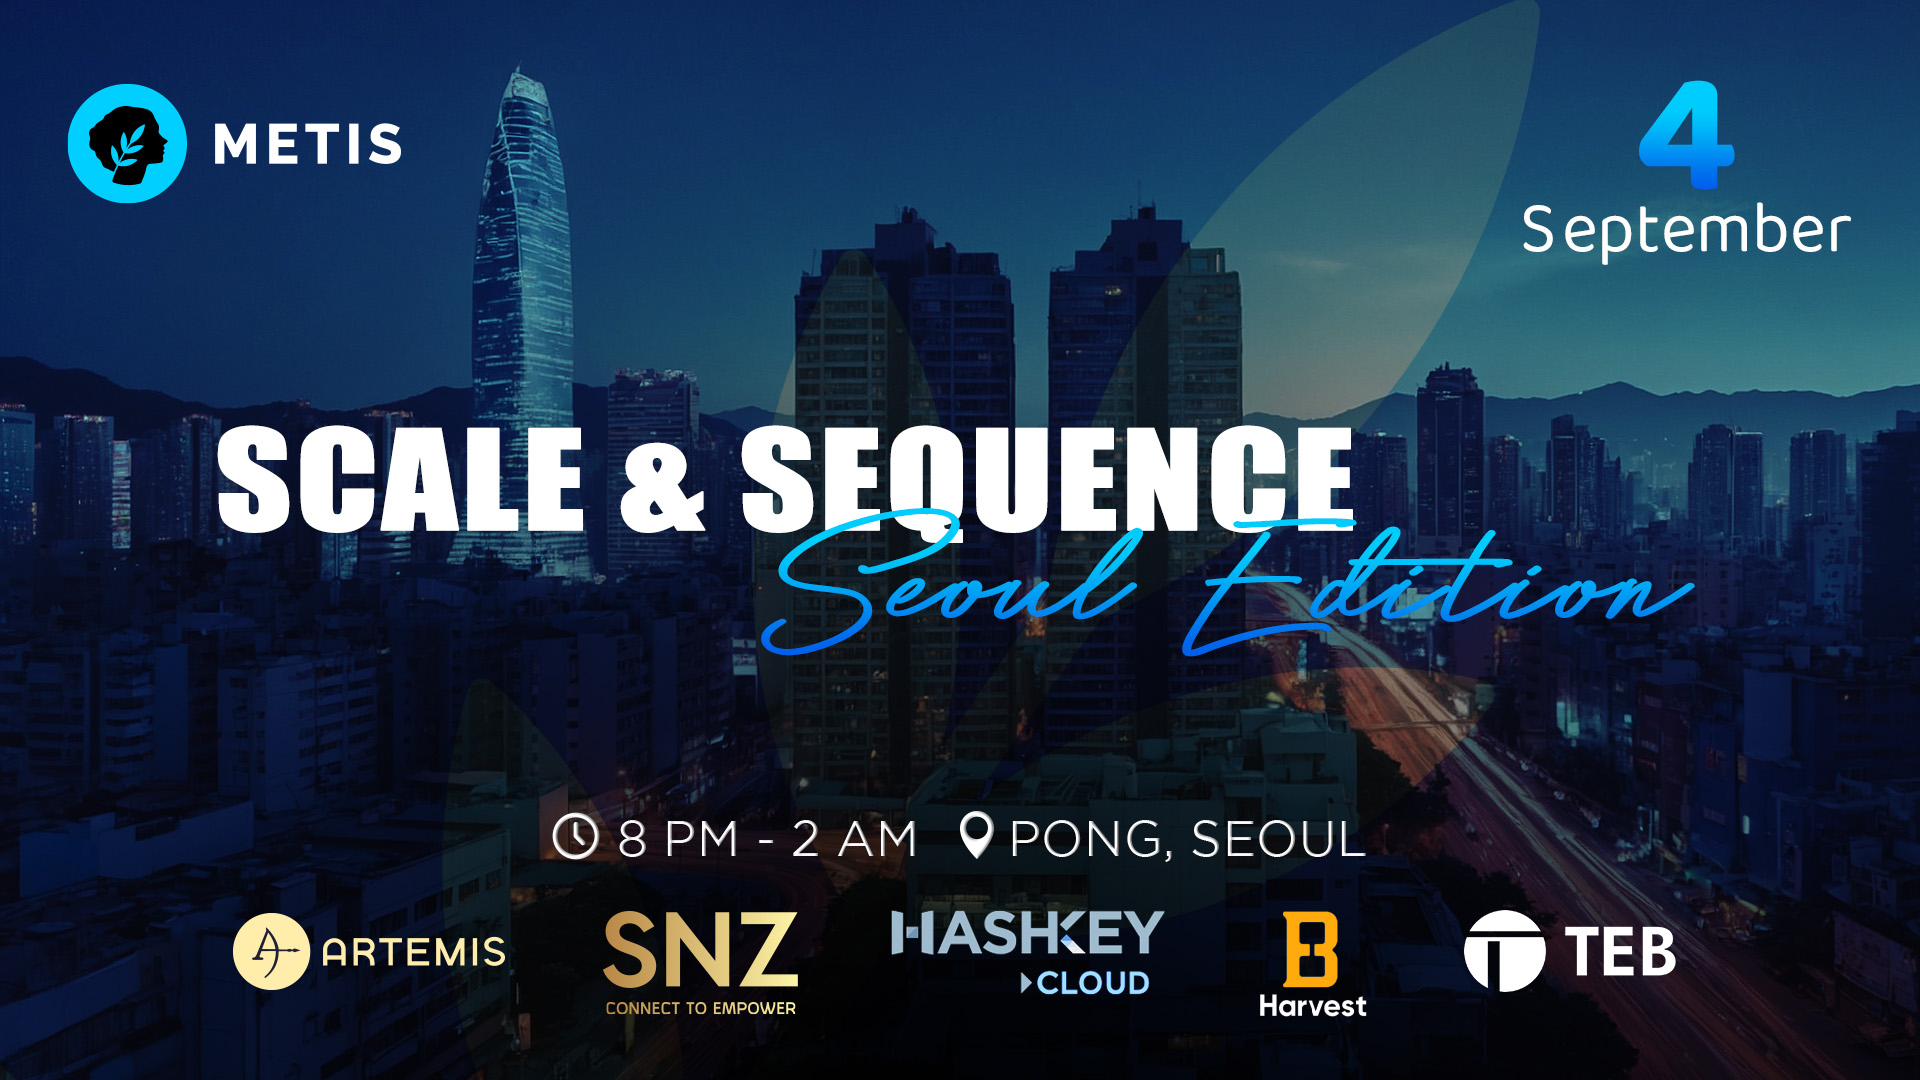 METIS
4
September
SCALE & SEQUENCE
Seoul Edition
8 PM - 2 AM PONG, SEOUL
ARTEMIS
SNZ
CONNECT TO EMPOWER
HASHKEY
CLOUD
B
Harvest
TEB